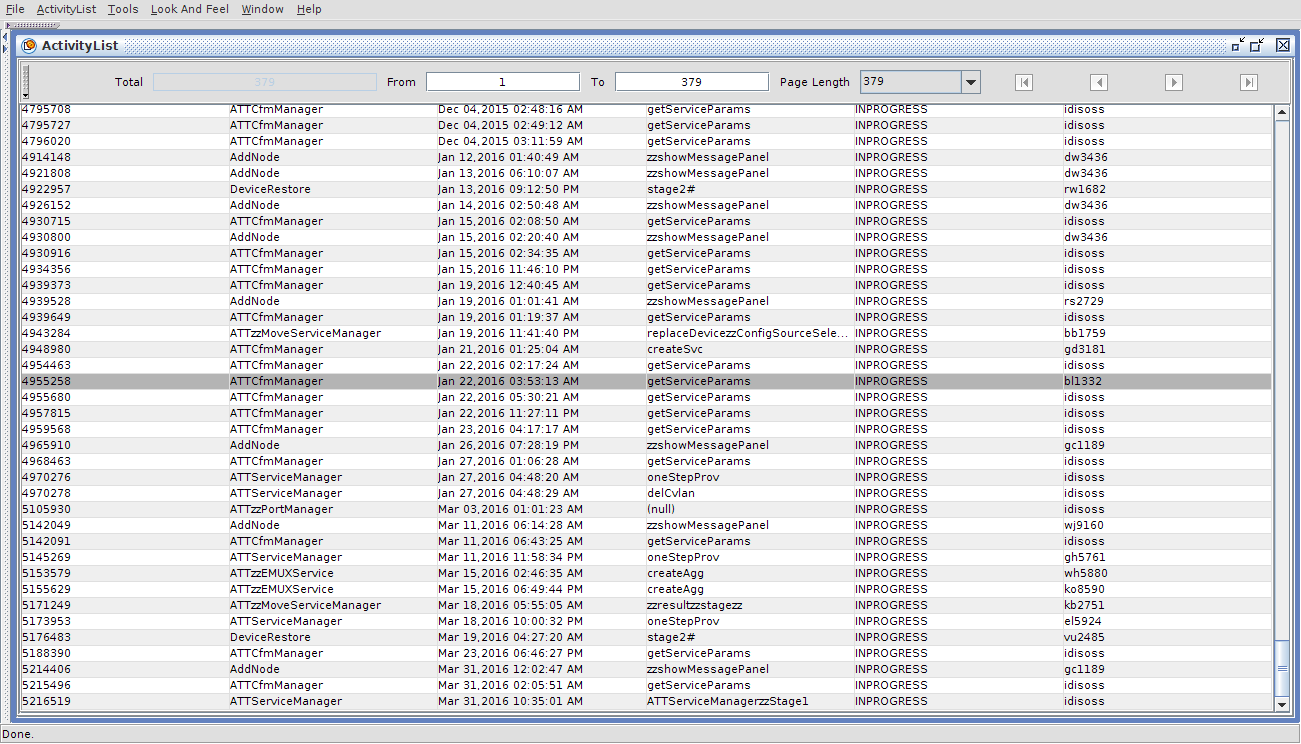 File ActivityList Tools Look And Feel Window Help
ActivityList
Total 379 From 1 To 379 Page Length 379
4795708 ATTCfmManager Dec 04,2015 02:48:16 AM getServiceParams INPROGRESS idisoss
4795727 ATTCfmManager Dec 04,2015 02:49:12 AM getServiceParams INPROGRESS idisoss
4796020 ATTCfmManager Dec 04,2015 03:11:59 AM getServiceParams INPROGRESS idisoss
4914148 AddNode Jan 12,2016 01:40:49 AM zzshowMessagePanel INPROGRESS dw3436
4921808 AddNode Jan 13,2016 06:10:07 AM zzshowMessagePanel INPROGRESS dw3436
4922957 DeviceRestore Jan 13,2016 09:12:50 PM stage2# INPROGRESS rw1682
4926152 AddNode Jan 14,2016 02:50:48 AM zzshowMessagePanel INPROGRESS dw3436
4930715 ATTCfmManager Jan 15,2016 02:08:50 AM getServiceParams INPROGRESS idisoss
4930800 AddNode Jan 15,2016 02:20:40 AM zzshowMessagePanel INPROGRESS dw3436
4930916 ATTCfmManager Jan 15,2016 02:34:35 AM getServiceParams INPROGRESS idisoss
4934356 ATTCfmManager Jan 15,2016 11:46:10 PM getServiceParams INPROGRESS idisoss
4939373 ATTCfmManager Jan 19,2016 12:40:45 AM getServiceParams INPROGRESS idisoss
4939528 AddNode Jan 19,2016 01:01:41 AM zzshowMessagePanel INPROGRESS rs2729
4939649 ATTCfmManager Jan 19,2016 01:19:37 AM getServiceParams INPROGRESS idisoss
4943284 ATTzzMoveServiceManager Jan 19,2016 11:41:40 PM replaceDevicezzConfigSourceSele... INPROGRESS bb1759
4948980 ATTCfmManager Jan 21,2016 01:25:04 AM createSvc INPROGRESS gd3181
4954463 ATTCfmManager Jan 22,2016 02:17:24 AM getServiceParams INPROGRESS idisoss
4955258 ATTCfmManager Jan 22,2016 03:53:13 AM getServiceParams INPROGRESS bl1332
4955680 ATTCfmManager Jan 22,2016 05:30:21 AM getServiceParams INPROGRESS idisoss
4957815 ATTCfmManager Jan 22,2016 11:27:11 PM getServiceParams INPROGRESS idisoss
4959568 ATTCfmManager Jan 23,2016 04:17:17 AM getServiceParams INPROGRESS idisoss
4965910 AddNode Jan 26,2016 07:28:19 PM zzshowMessagePanel INPROGRESS gc1189
4968463 ATTCfmManager Jan 27,2016 01:06:28 AM getServiceParams INPROGRESS idisoss
4970276 ATTServiceManager Jan 27,2016 04:48:20 AM oneStepProv INPROGRESS idisoss
4970278 ATTServiceManager Jan 27,2016 04:48:29 AM delCvlan INPROGRESS idisoss
5105930 ATTzzPortManager Mar 03,2016 01:01:23 AM (null) INPROGRESS idisoss
5142049 AddNode Mar 11,2016 06:14:28 AM zzshowMessagePanel INPROGRESS wj9160
5142091 ATTCfmManager Mar 11,2016 06:43:25 AM getServiceParams INPROGRESS idisoss
5145269 ATTServiceManager Mar 11,2016 11:58:34 PM oneStepProv INPROGRESS gh5761
5153579 ATTzzEMUXService Mar 15,2016 02:46:35 AM createAgg INPROGRESS wh5880
5155629 ATTzzEMUXService Mar 15,2016 06:49:44 PM createAgg INPROGRESS ko8590
5171249 ATTzzMoveServiceManager Mar 18,2016 05:55:05 AM zzresultzzstagezz INPROGRESS kb2751
5173953 ATTServiceManager Mar 18,2016 10:00:32 PM oneStepProv INPROGRESS el5924
5176483 DeviceRestore Mar 19,2016 04:27:20 AM stage2# INPROGRESS vu2485
5188390 ATTCfmManager Mar 23,2016 06:46:27 PM getServiceParams INPROGRESS idisoss
5214406 AddNode Mar 31,2016 12:02:47 AM zzshowMessagePanel INPROGRESS gc1189
5215496 ATTCfmManager Mar 31,2016 02:05:51 AM getServiceParams INPROGRESS idisoss
5216519 ATTServiceManager Mar 31,2016 10:35:01 AM ATTServiceManagerzzStage1 INPROGRESS idisoss
Done.